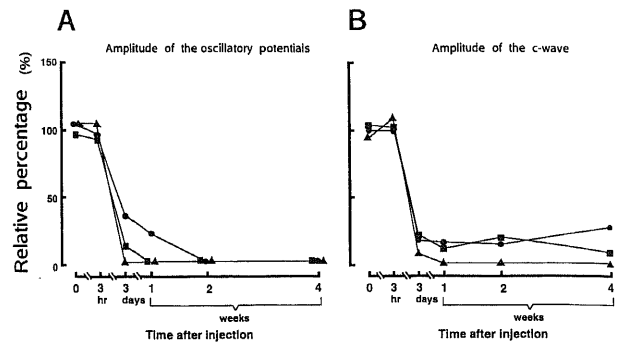 A
B
Amplitude of the oscillatory potentials
Amplitude of the c-wave
Relative percentage (%)
150
100
50
0
0 3 3 1 2 4
hr days
weeks
Time after injection
0 3 3 1 2 4
hr days
weeks
Time after injection